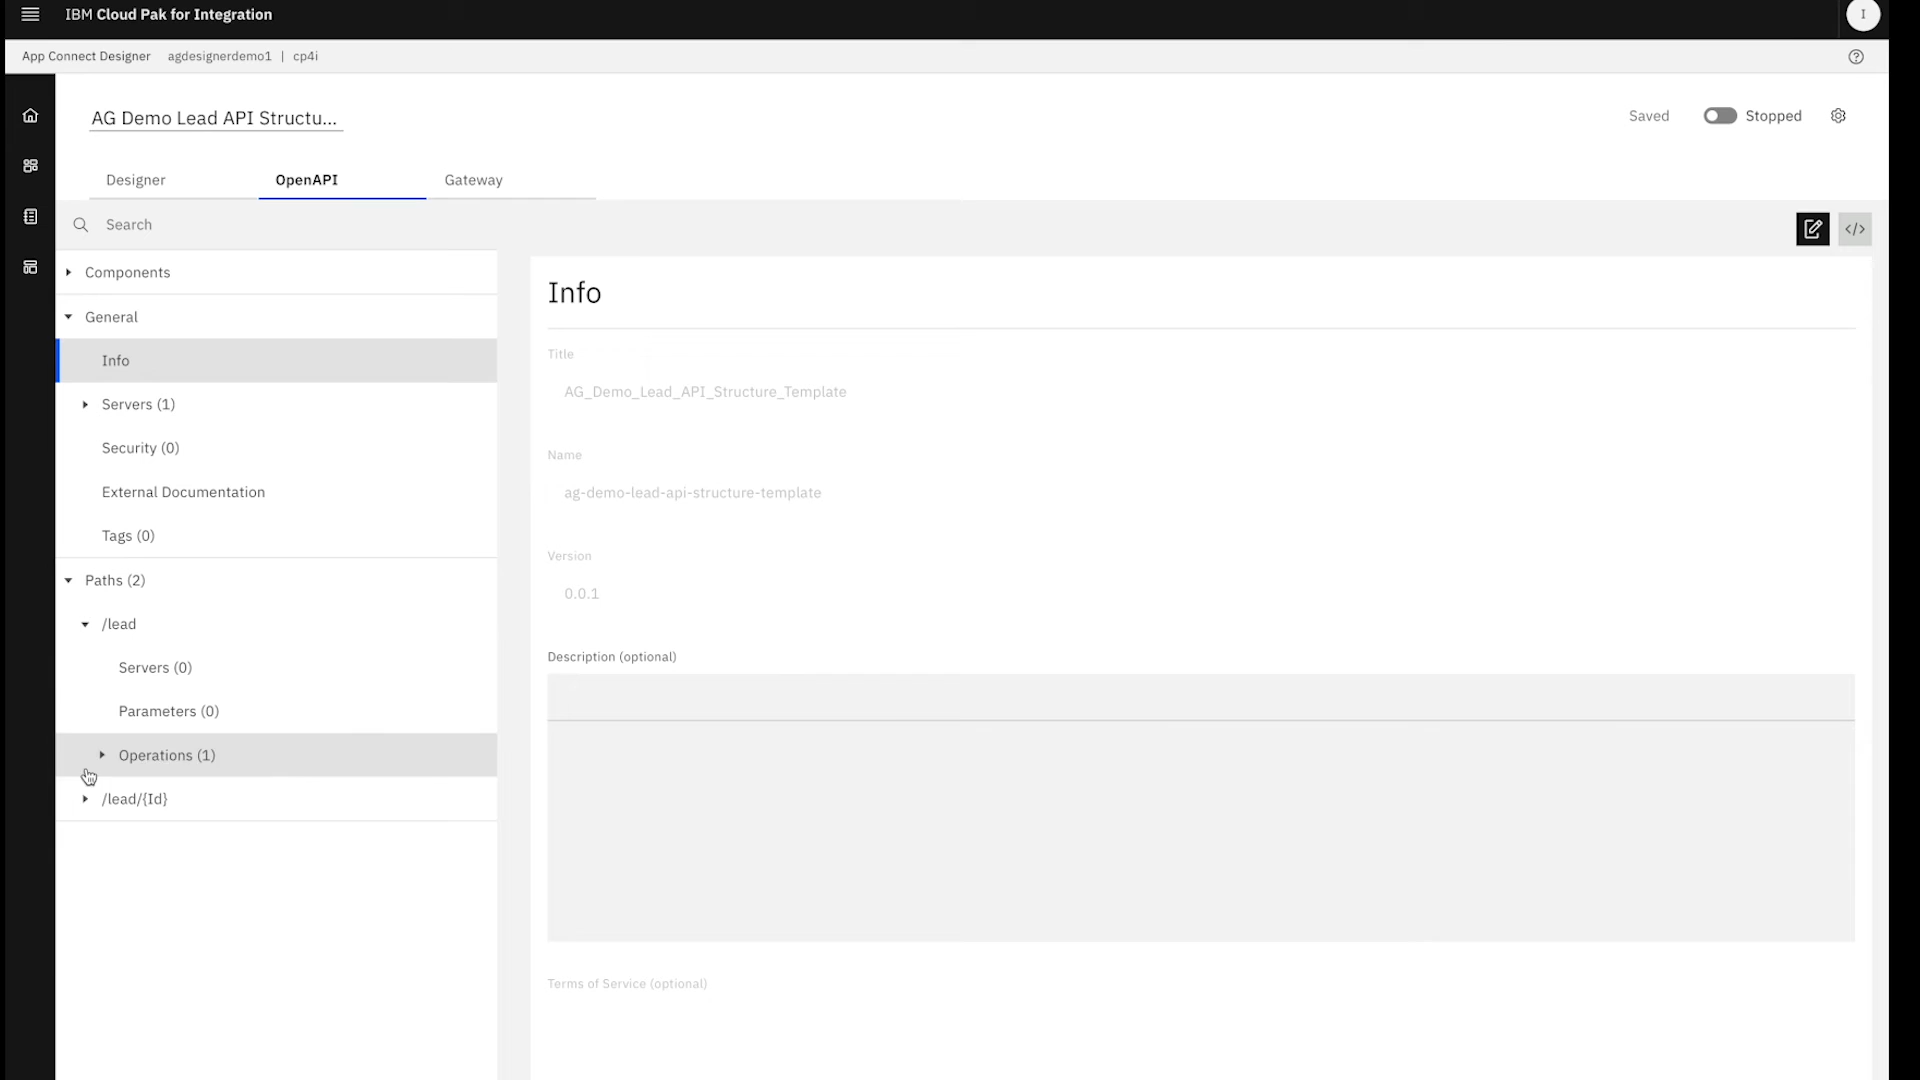 IBM Cloud Pak for Integration
I
App Connect Designer agdesignerdemo1 | cp4i
AG Demo Lead API Structu...
Saved
Stopped
Designer
OpenAPI
Gateway
Search
</>
Components
General
Info
Servers (1)
Security (0)
External Documentation
Tags (0)
Paths (2)
/lead
Servers (0)
Parameters (0)
Operations (1)
/lead/{Id}
Info
Title
AG_Demo_Lead_API_Structure_Template
Name
ag-demo-lead-api-structure-template
Version
0.0.1
Description (optional)
Terms of Service (optional)